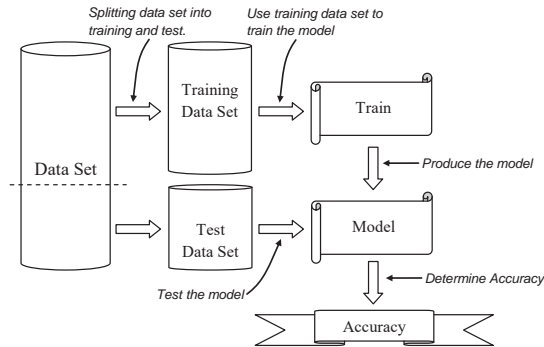 Splitting data set into
training and test.
Use training data set to
train the model
Training
Data Set
Train
Data Set
Produce the model
Test
Data Set
Model
Test the model
Determine Accuracy
Accuracy